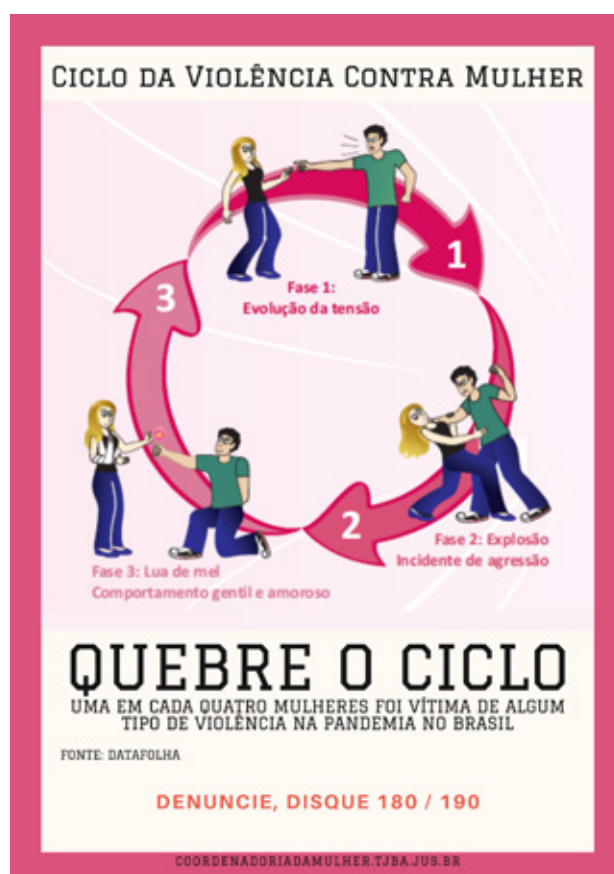 CICLO DA VIOLÊNCIA CONTRA MULHER
1
Fase 1:
Evolução da tensão
3
2
Fase 2: Explosão
Incidente de agressão
Fase 3: Lua de mel
Comportamento gentil e amoroso
QUEBRE O CICLO
UMA EM CADA QUATRO MULHERES FOI VÍTIMA DE ALGUM
TIPO DE VIOLÊNCIA NA PANDEMIA NO BRASIL
FONTE: DATAFOLHA
DENUNCIE, DISQUE 180 / 190
COORDENADORIADAMULHER.TJBA.JUS.BR